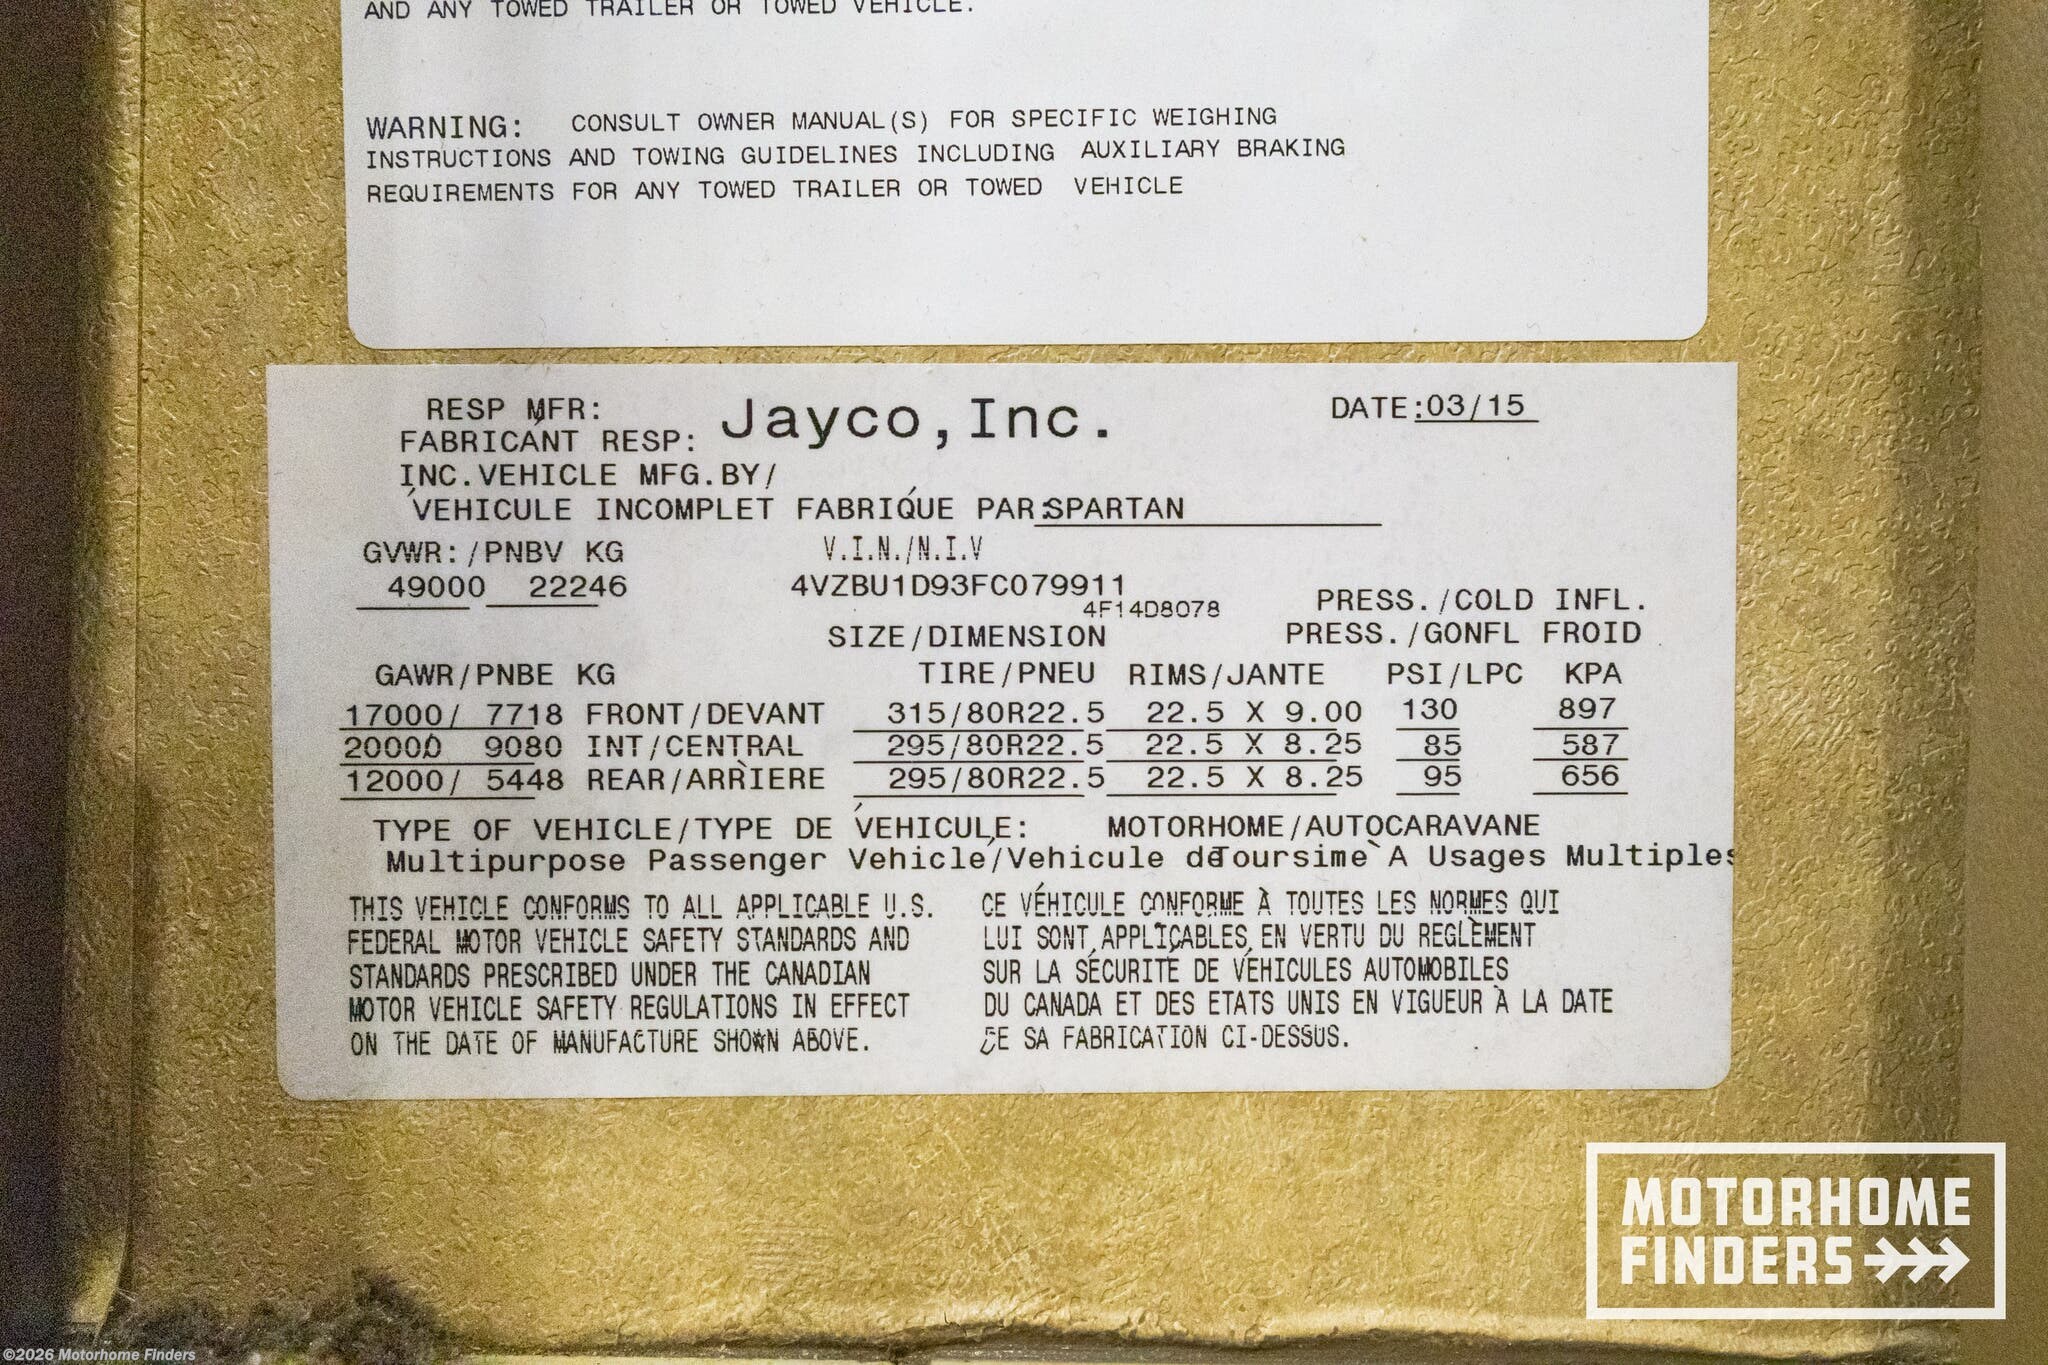 AND ANY TOWED TRAILER OR TOWED VEHICLE.
WARNING: CONSULT OWNER MANUAL(S) FOR SPECIFIC WEIGHING
INSTRUCTIONS AND TOWING GUIDELINES INCLUDING AUXILIARY BRAKING
REQUIREMENTS FOR ANY TOWED TRAILER OR TOWED VEHICLE
RESP MFR: Jayco,Inc. DATE:03/15
FABRICANT RESP:
INC.VEHICLE MFG.BY/
VÉHICULE INCOMPLET FABRIQUÉ PAR:SPARTAN
GVWR:/PNBV KG V.I.N./N.I.V
49000 22246 4VZBU1D93FC079911
4F14D8078
PRESS./COLD INFL.
SIZE/DIMENSION PRESS./GONFL FROID
GAWR/PNBE KG TIRE/PNEU RIMS/JANTE PSI/LPC KPA
17000/ 7718 FRONT/DEVANT 315/80R22.5 22.5 X 9.00 130 897
20000/ 9080 INT/CENTRAL 295/80R22.5 22.5 X 8.25 85 587
12000/ 5448 REAR/ARRÌERE 295/80R22.5 22.5 X 8.25 95 656
TYPE OF VEHICLE/TYPE DE VÉHICULE: MOTORHOME/AUTOCARAVANE
Multipurpose Passenger Vehicle/Véhicule de Toursime À Usages Multiples
THIS VEHICLE CONFORMS TO ALL APPLICABLE U.S.
FEDERAL MOTOR VEHICLE SAFETY STANDARDS AND
STANDARDS PRESCRIBED UNDER THE CANADIAN
MOTOR VEHICLE SAFETY REGULATIONS IN EFFECT
ON THE DATE OF MANUFACTURE SHOWN ABOVE.
CE VÉHICULE CONFORME À TOUTES LES NORMES QUI
LUI SONT APPLICABLES EN VERTU DU REGLÈMENT
SUR LA SÉCURITÉ DE VÉHICULES AUTOMOBILES
DU CANADA ET DES ETATS UNIS EN VIGUEUR À LA DATE
DE SA FABRICATION CI-DESSUS.
MOTORHOME
FINDERS
©2026 Motorhome Finders